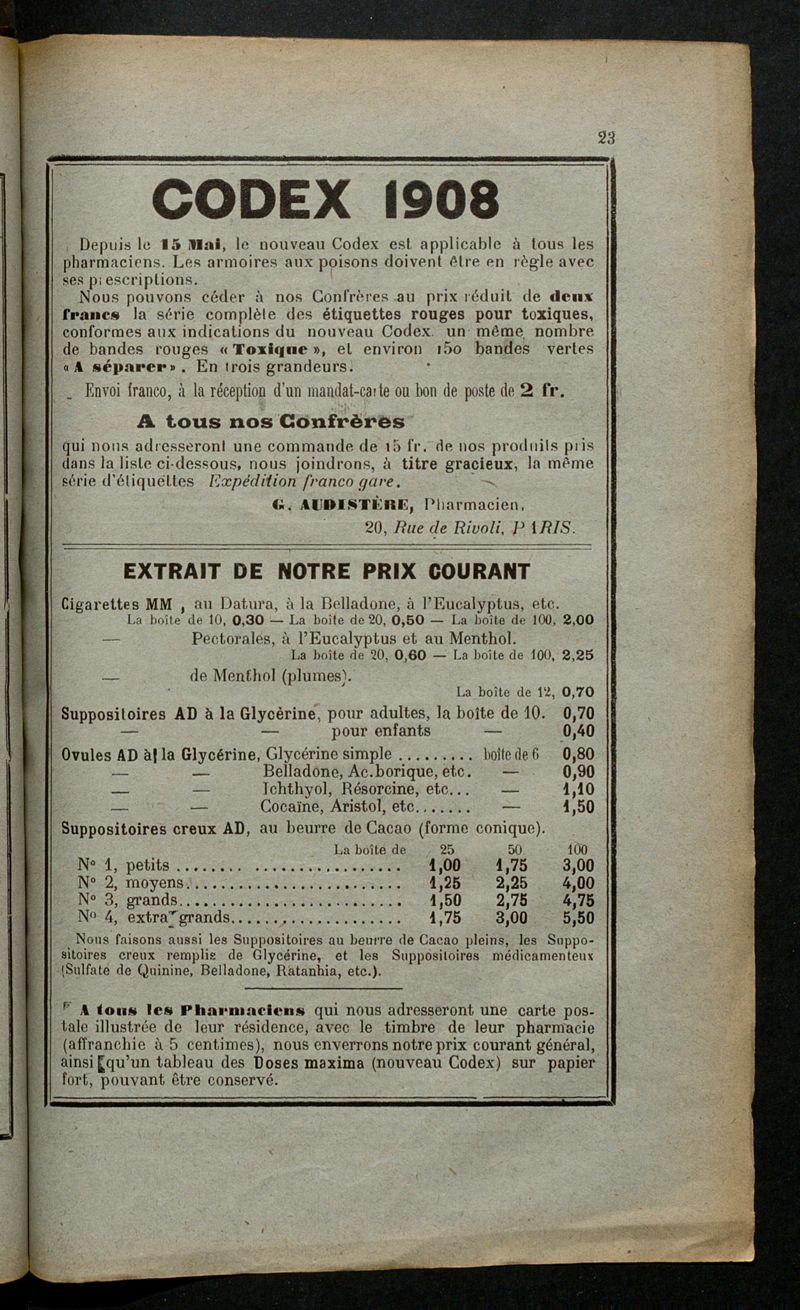 23
CODEX 1908
Depuis le 15 Mai, le nouveau Codex est applicable à tous les
pharmaciens. Les armoires aux poisons doivent être en règle avec
ses prescriptions.
Nous pouvons céder à nos Confrères au prix réduit de deux
francs la série complète des étiquettes rouges pour toxiques,
conformes aux indications du nouveau Codex un même nombre
de bandes rouges « Toxique », et environ 150 bandes vertes
« A séparer » . En trois grandeurs.
Envoi franco, à la réception d'un mandat-carte ou bon de poste de 2 fr.
A tous nos Confrères
qui nous adresseront une commande de 15 fr. de nos produits pris
dans la liste ci-dessous, nous joindrons, à titre gracieux, la même
série d'étiquettes Expédition franco gare.
G. AUDISTÈRE, Pharmacien,
20, Rue de Rivoli, PARIS.
EXTRAIT DE NOTRE PRIX COURANT
Cigarettes MM , au Datura, à la Belladone, à l'Eucalyptus, etc.
La boîte de 10, 0,30 — La boîte de 20, 0,50 — La boîte de 100, 2,00
— Pectorales, à l'Eucalyptus et au Menthol.
La boîte de 20, 0,60 — La boîte de 100, 2,25
— de Menthol (plumes).
La boîte de 12, 0,70
Suppositoires AD à la Glycérine, pour adultes, la boîte de 10. 0,70
— — pour enfants — 0,40
Ovules AD à la Glycérine, Glycérine simple ......... boîte de 6 0,80
— — Belladone, Ac.borique, etc. — 0,90
— — Ichthyol, Résorcine, etc... — 1,10
— — Cocaïne, Aristol, etc....... — 1,50
Suppositoires creux AD, au beurre de Cacao (forme conique).
La boîte de 25 50 100
N° 1, petits ........ .............. 1,00 1,75 3,00
N° 2, moyens......................... 1,25 2,25 4,00
N° 3, grands......................... 1,50 2,75 4,75
N° 4, extra-grands................... 1,75 3,00 5,50
Nous faisons aussi les Suppositoires au beurre de Cacao pleins, les Suppo-
sitoires creux remplis de Glycérine, et les Suppositoires médicamenteux
(Sulfate de Quinine, Belladone, Ratanhia, etc.).
A tous les Pharmaciens qui nous adresseront une carte pos-
tale illustrée de leur résidence, avec le timbre de leur pharmacie
(affranchie à 5 centimes), nous enverrons notre prix courant général,
ainsi qu'un tableau des Doses maxima (nouveau Codex) sur papier
fort, pouvant être conservé.